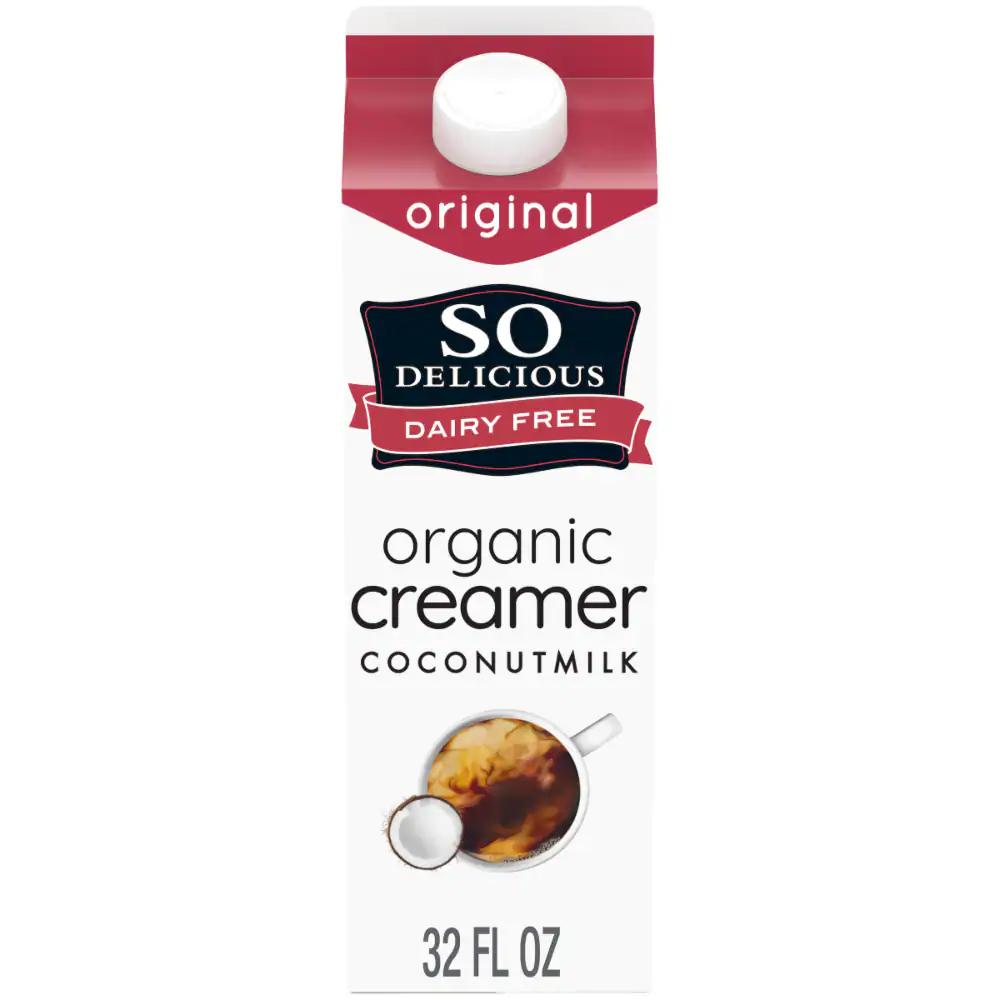 original
SO
DELICIOUS
DAIRY FREE
organic
creamer
COCONUTMILK
32 FL OZ